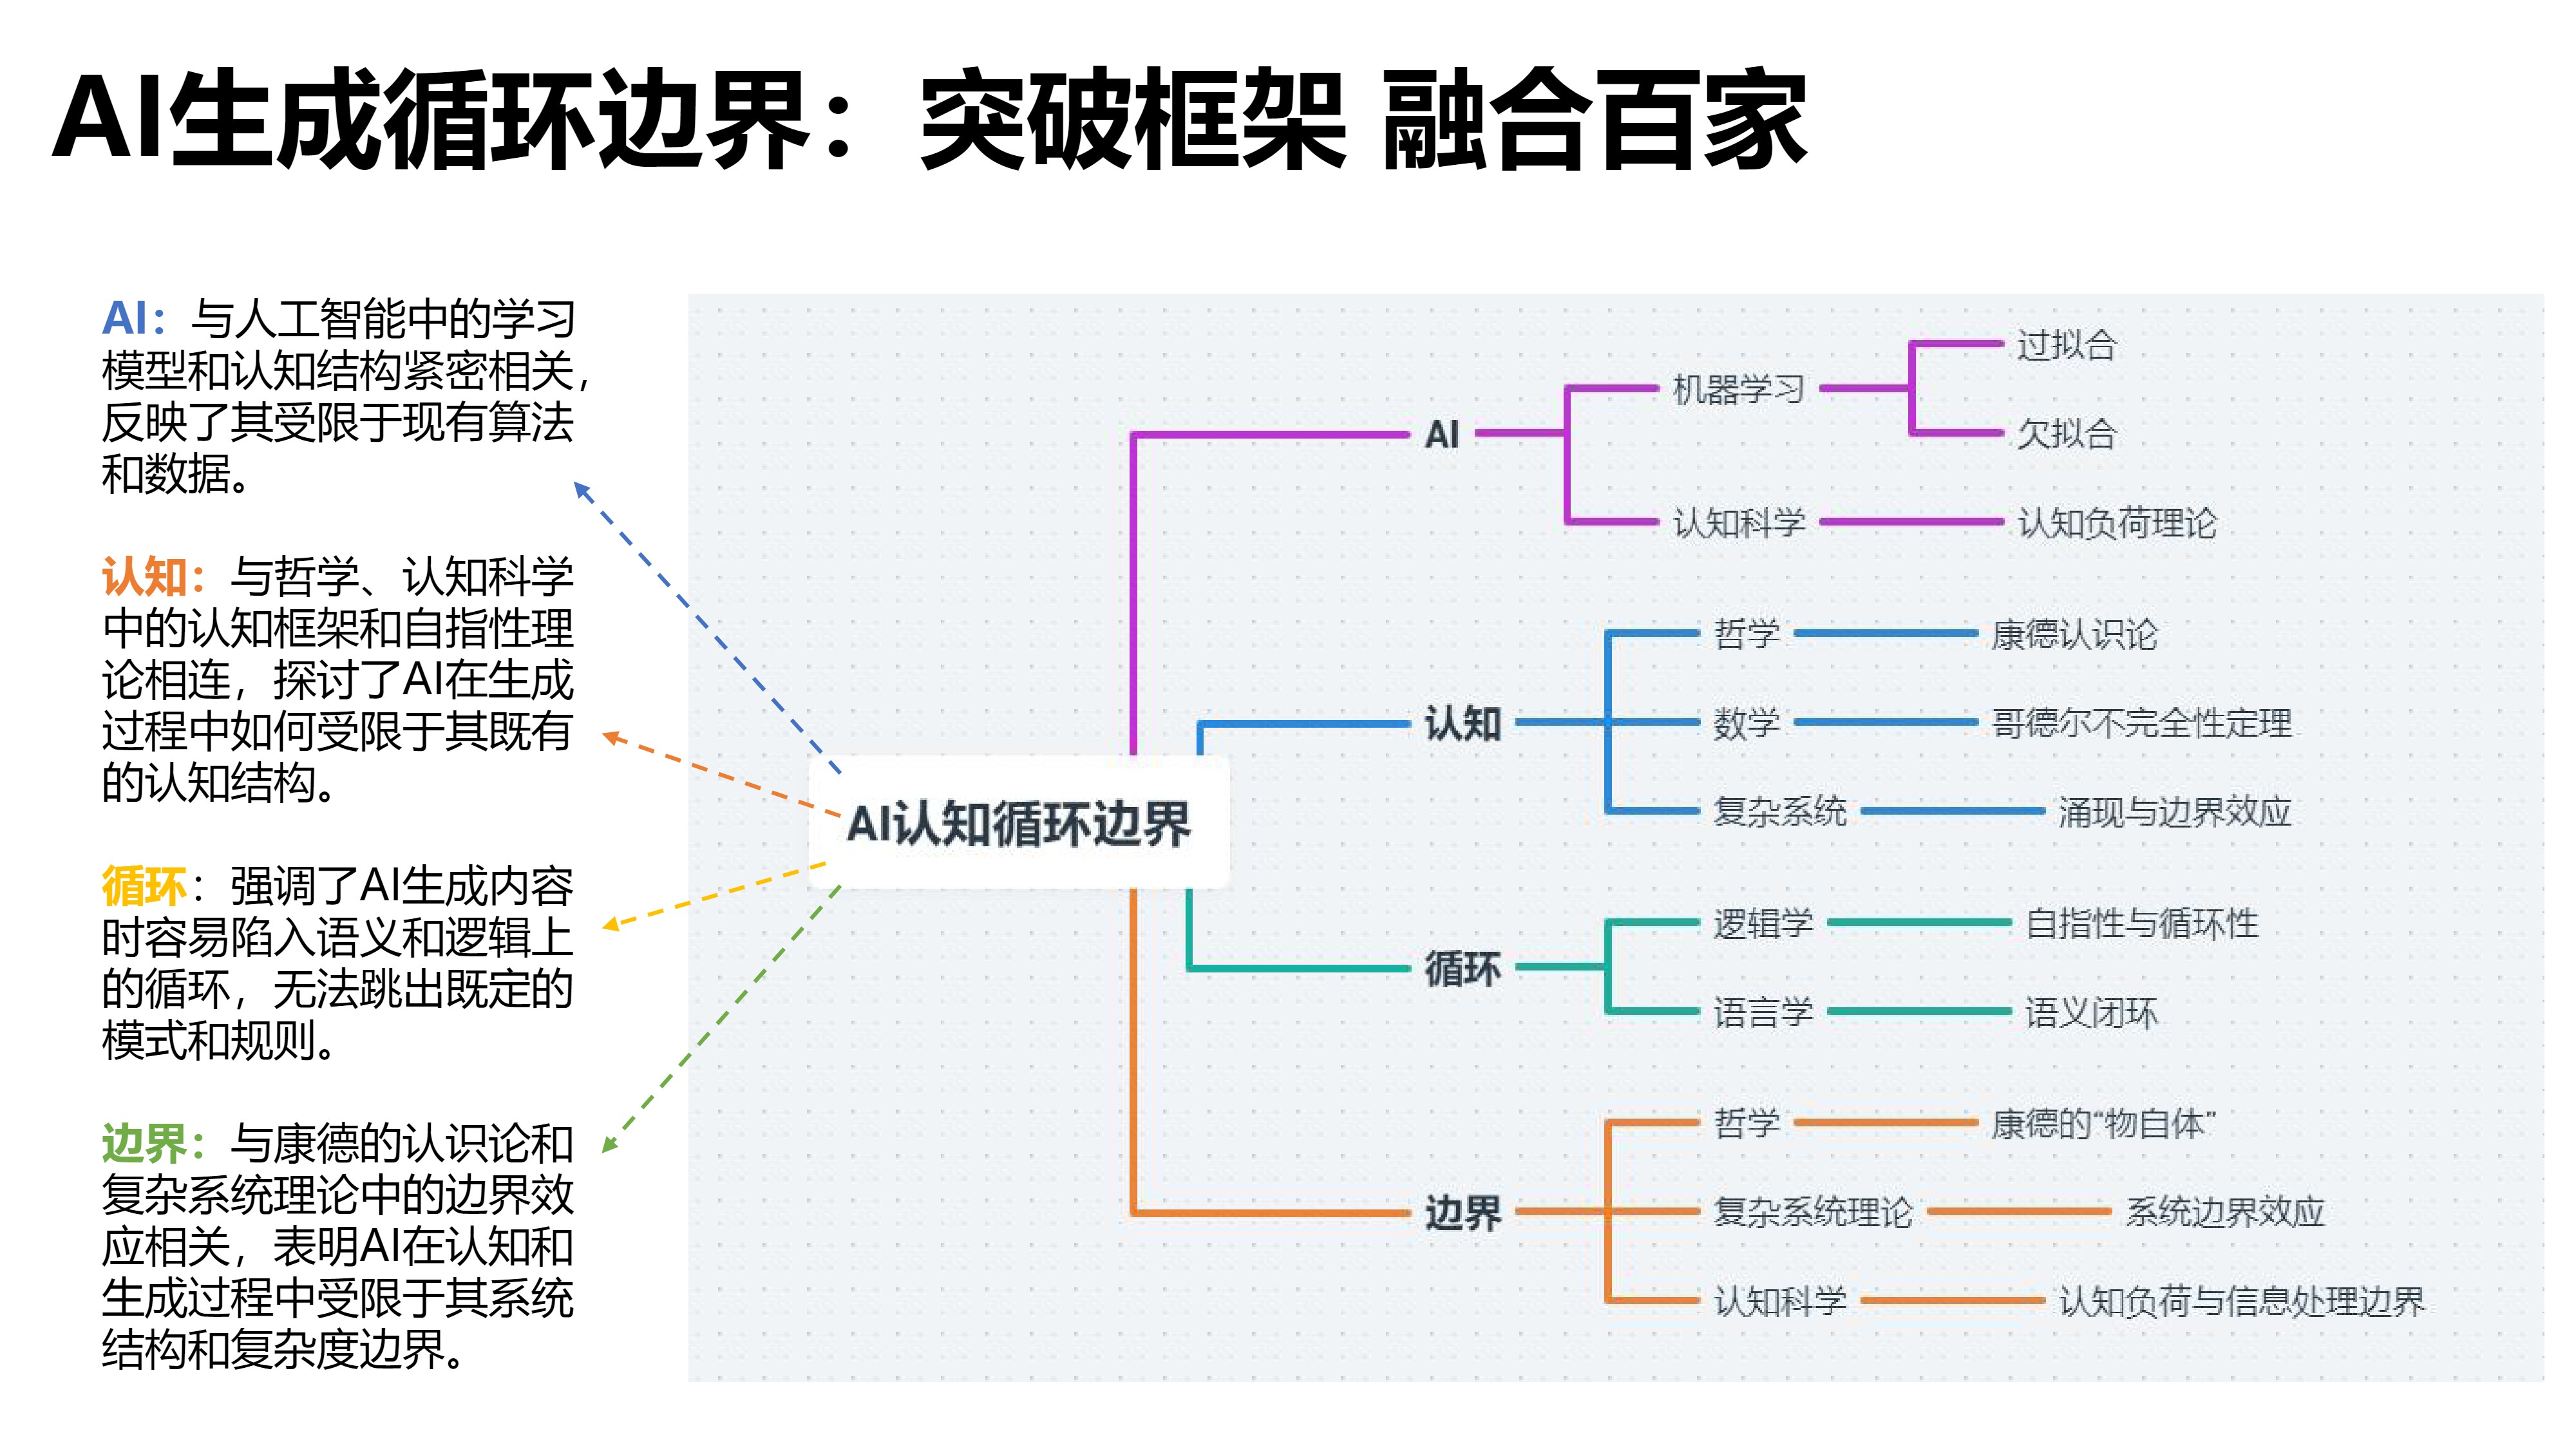 AI生成循环边界：突破框架 融合百家
AI：与人工智能中的学习
模型和认知结构紧密相关，
反映了其受限于现有算法
和数据。
认知：与哲学、认知科学
中的认知框架和自指性理
论相连，探讨了AI在生成
过程中如何受限于其既有
的认知结构。
循环：强调了AI生成内容
时容易陷入语义和逻辑上
的循环，无法跳出既定的
模式和规则。
边界：与康德的认识论和
复杂系统理论中的边界效
应相关，表明AI在认知和
生成过程中受限于其系统
结构和复杂度边界。
AI认知循环边界
AI
机器学习
过拟合
欠拟合
认知科学
认知负荷理论
认知
哲学
康德认识论
数学
哥德尔不完全性定理
复杂系统
涌现与边界效应
循环
逻辑学
自指性与循环性
语言学
语义闭环
边界
哲学
康德的“物自体”
复杂系统理论
系统边界效应
认知科学
认知负荷与信息处理边界